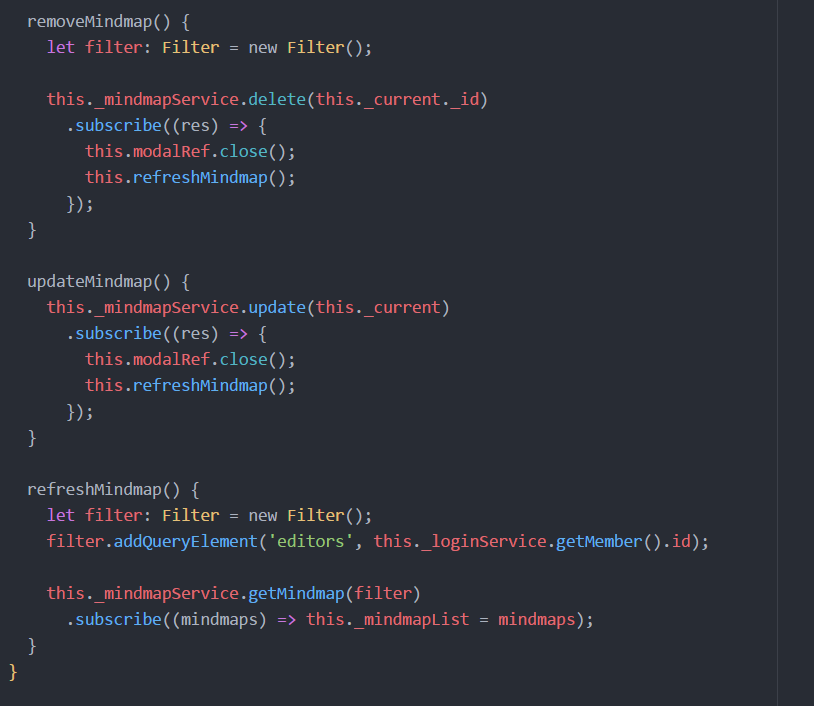 removeMindmap() {
let filter: Filter = new Filter();
this._mindmapService.delete(this._current._id)
.subscribe((res) => {
this.modalRef.close();
this.refreshMindmap();
});
}
updateMindmap() {
this._mindmapService.update(this._current)
.subscribe((res) => {
this.modalRef.close();
this.refreshMindmap();
});
}
refreshMindmap() {
let filter: Filter = new Filter();
filter.addQueryElement('editors', this._loginService.getMember().id);
this._mindmapService.getMindmap(filter)
.subscribe((mindmaps) => this._mindmapList = mindmaps);
}
}